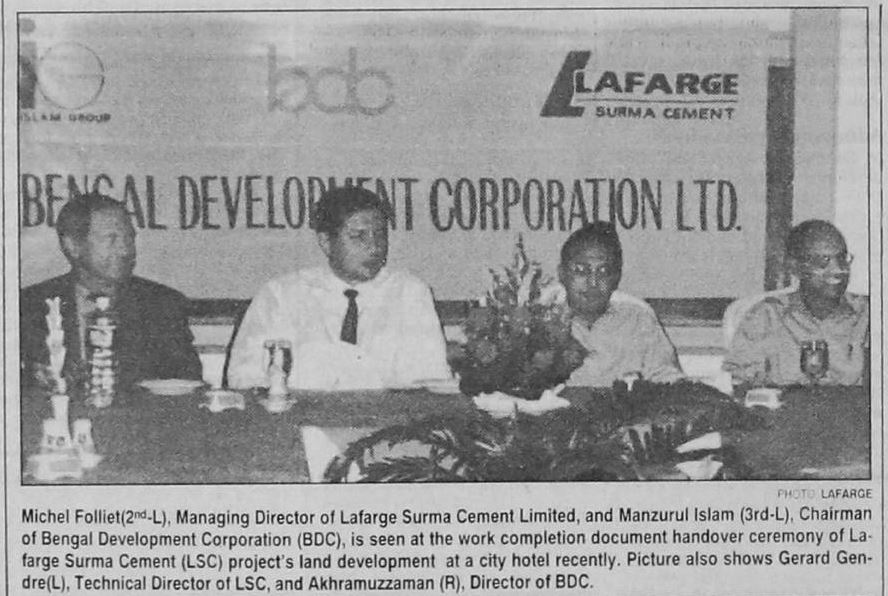 ISLAM GROUP
bdc
LAFARGE
SURMA CEMENT
BENGAL DEVELOPMENT CORPORATION LTD.
PHOTO LAFARGE
Michel Folliet(2nd-L), Managing Director of Lafarge Surma Cement Limited, and Manzurul Islam (3rd-L), Chairman
of Bengal Development Corporation (BDC), is seen at the work completion document handover ceremony of La-
farge Surma Cement (LSC) project's land development at a city hotel recently. Picture also shows Gerard Gen-
dre(L), Technical Director of LSC, and Akhramuzzaman (R), Director of BDC.